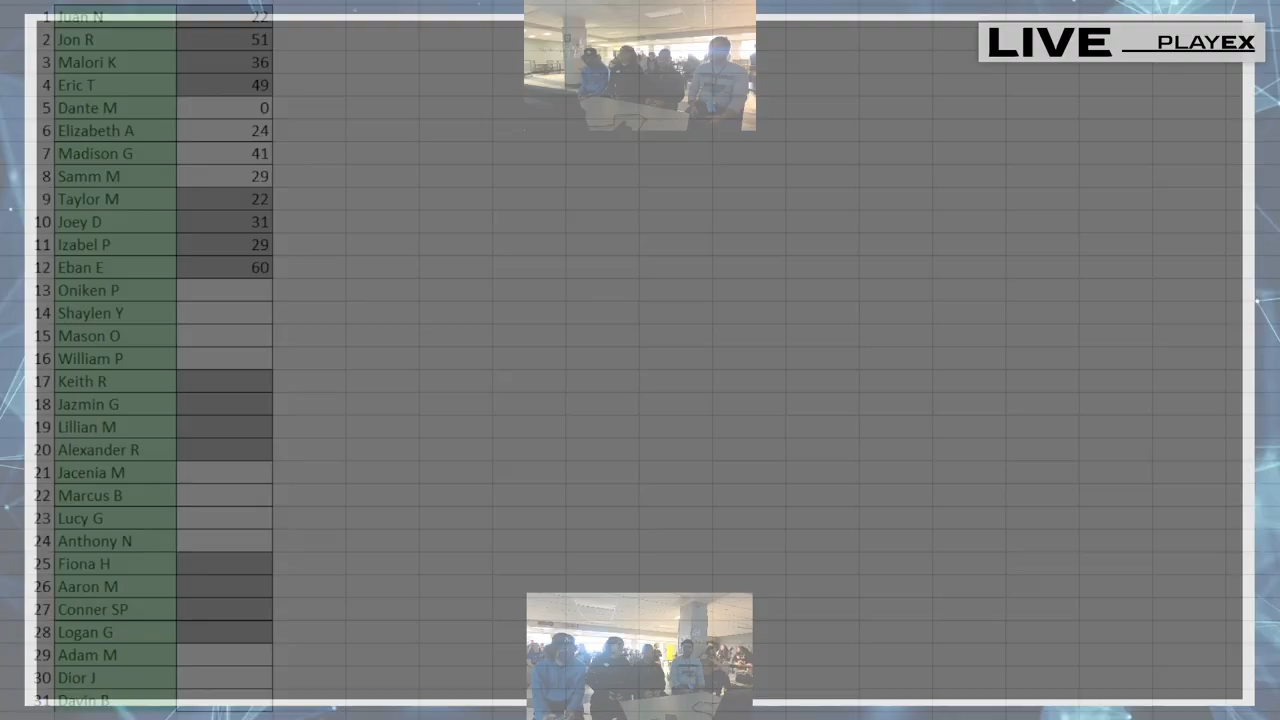 1 Juan N 22
2 Jon R 51
3 Malori K 36
4 Eric T 49
5 Dante M 0
6 Elizabeth A 24
7 Madison G 41
8 Samm M 29
9 Taylor M 22
10 Joey D 31
11 Izabel P 29
12 Eban E 60
13 Oniken P
14 Shaylen Y
15 Mason O
16 William P
17 Keith R
18 Jazmin G
19 Lillian M
20 Alexander R
21 Jacenia M
22 Marcus B
23 Lucy G
24 Anthony N
25 Fiona H
26 Aaron M
27 Conner SP
28 Logan G
29 Adam M
30 Dior J
31 Davin B
LIVE PLAYEX